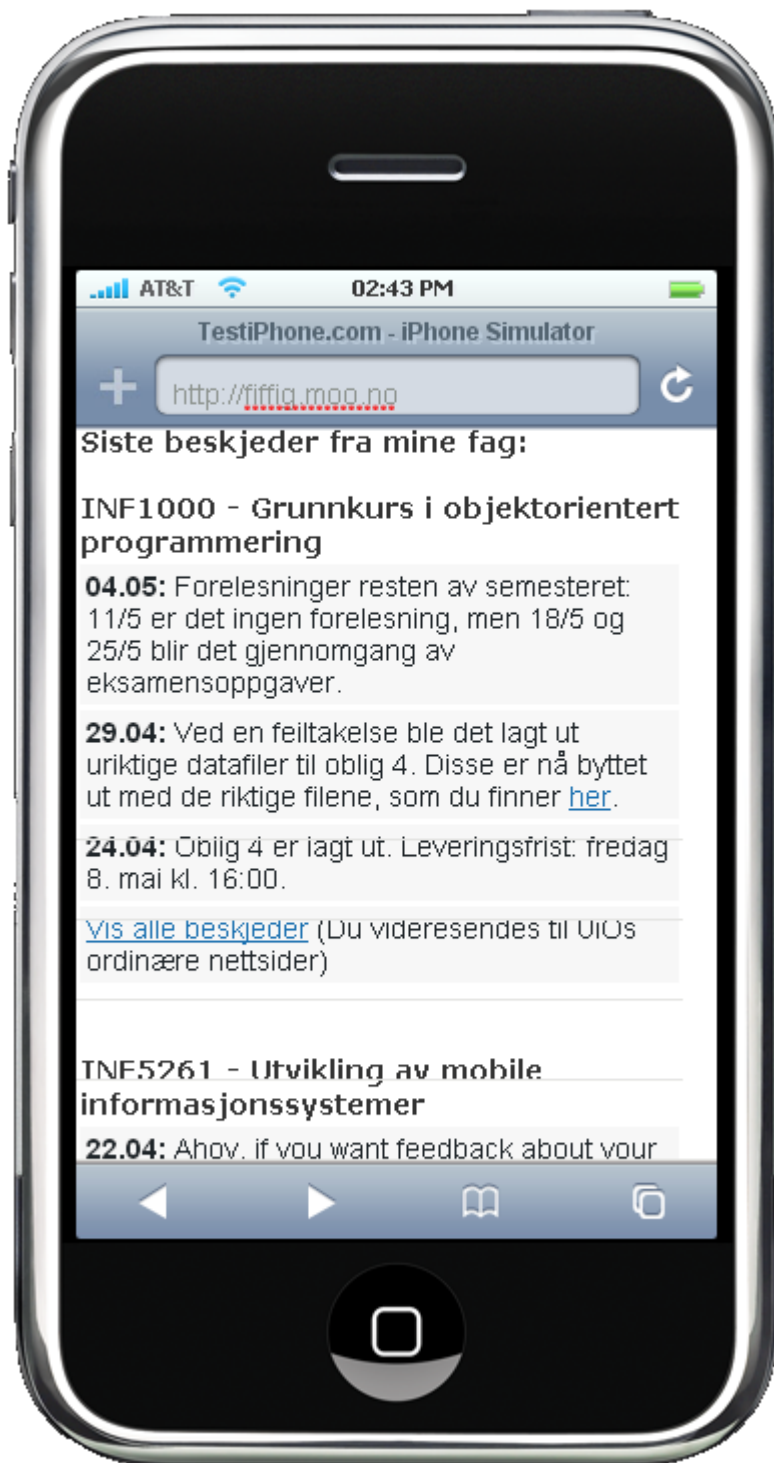 AT&T 02:43 PM
TestiPhone.com - iPhone Simulator
http://fiffig.moo.no
Siste beskjeder fra mine fag:
INF1000 - Grunnkurs i objektorientert
programmering
04.05: Forelesninger resten av semesteret:
11/5 er det ingen forelesning, men 18/5 og
25/5 blir det gjennomgang av
eksamensoppgaver.
29.04: Ved en feiltakelse ble det lagt ut
uriktige datafiler til oblig 4. Disse er nå byttet
ut med de riktige filene, som du finner her.
24.04: Oblig 4 er lagt ut. Leveringsfrist: fredag
8. mai kl. 16:00.
Vis alle beskjeder (Du videresendes til UiOs
ordinære nettsider)
INF5261 - Utvikling av mobile
informasjonssystemer
22.04: Ahoy, if you want feedback about your